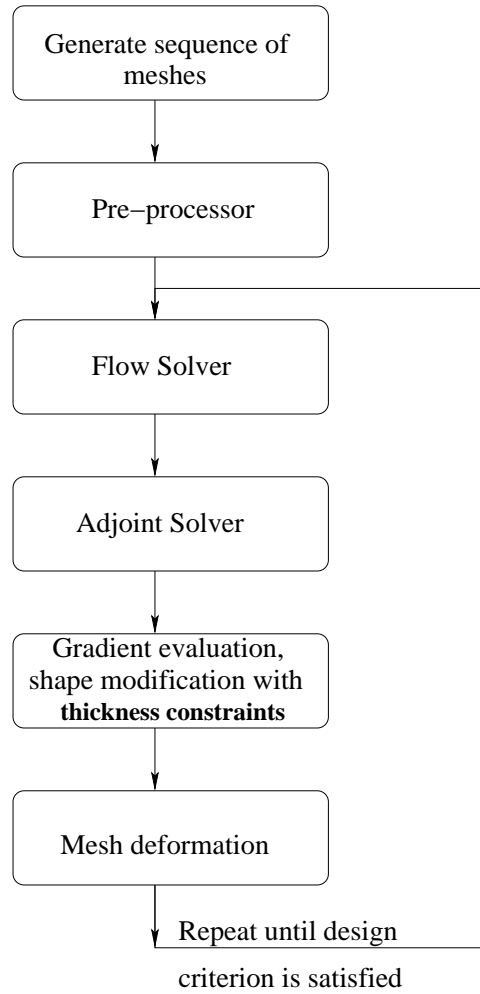 Generate sequence of
meshes
Pre−processor
Flow Solver
Adjoint Solver
Gradient evaluation,
shape modification with
thickness constraints
Mesh deformation
Repeat until design
criterion is satisfied